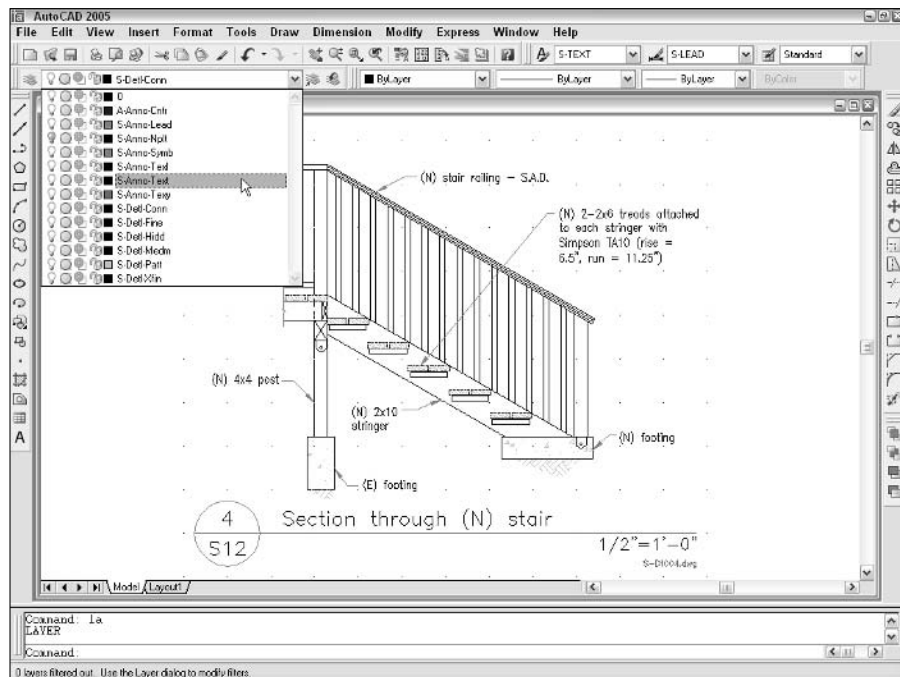 AutoCAD 2005
File Edit View Insert Format Tools Draw Dimension Modify Express Window Help
S-TEXT S-LEAD Standard
S-Detl-Conn ByLayer ByLayer ByLayer ByColor
0
A-Anno-Cntr
S-Anno-Lead
S-Anno-Nplt
S-Anno-Symb
S-Anno-Text
S-Anno-Text
S-Anno-Texy
S-Detl-Conn
S-Detl-Fine
S-Detl-Hidd
S-Detl-Medm
S-Detl-Patt
S-Detl-Xfin
(N) stair railing – S.A.D.
(N) 2–2x6 treads attached
to each stringer with
Simpson TA10 (rise =
6.5", run = 11.25")
(N) 4x4 post
(N) 2x10
stringer
(N) footing
(E) footing
4
S12
Section through (N) stair
1/2"=1'–0"
S-D1004.dwg
Model Layout1
Command: la
LAYER
Command:
0 layers filtered out. Use the Layer dialog to modify filters.
A